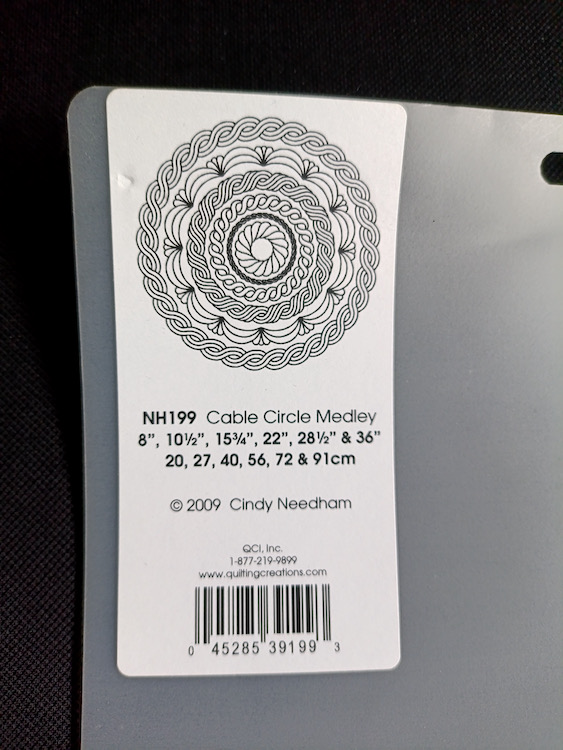 NH199 Cable Circle Medley
8”, 10½”, 15¾”, 22”, 28½” & 36”
20, 27, 40, 56, 72 & 91cm
© 2009 Cindy Needham
QCI, Inc.
1-877-219-9899
www.quiltingcreations.com
0 45285 39199 3